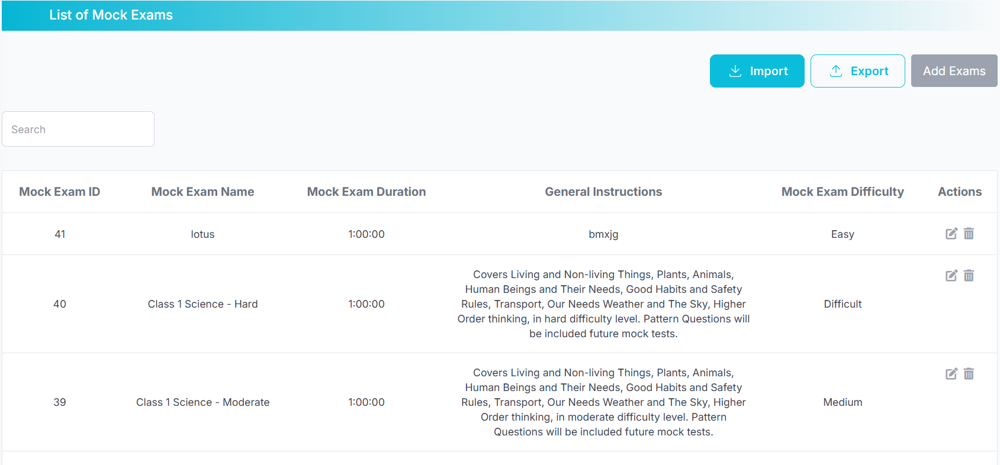 List of Mock Exams
Import
Export
Add Exams
Search
Mock Exam ID
Mock Exam Name
Mock Exam Duration
General Instructions
Mock Exam Difficulty
Actions
41
lotus
1:00:00
bmxjg
Easy
40
Class 1 Science - Hard
1:00:00
Covers Living and Non-living Things, Plants, Animals,
Human Beings and Their Needs, Good Habits and Safety
Rules, Transport, Our Needs Weather and The Sky, Higher
Order thinking, in hard difficulty level. Pattern Questions will
be included future mock tests.
Difficult
39
Class 1 Science - Moderate
1:00:00
Covers Living and Non-living Things, Plants, Animals,
Human Beings and Their Needs, Good Habits and Safety
Rules, Transport, Our Needs Weather and The Sky, Higher
Order thinking, in moderate difficulty level. Pattern
Questions will be included future mock tests.
Medium